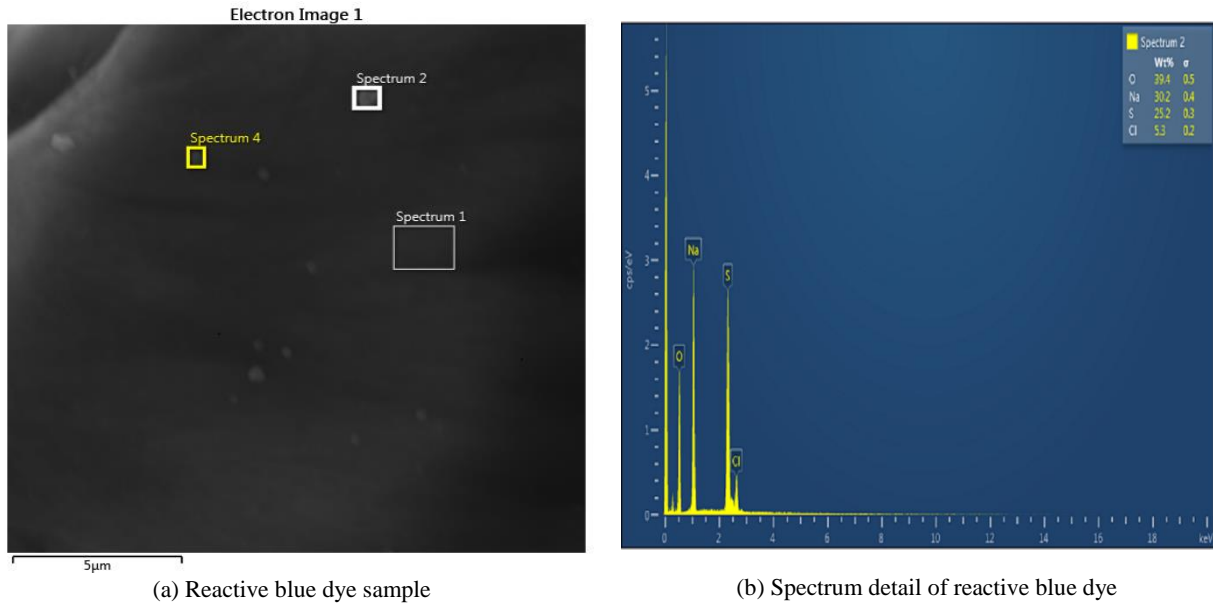 Electron Image 1
Spectrum 2
Spectrum 4
Spectrum 1
5μm
(a) Reactive blue dye sample
Spectrum 2
Wt% σ
O 39.4 0.5
Na 30.2 0.4
S 25.2 0.3
Cl 5.3 0.2
5
4
3
2
1
0
cps/eV
Na
S
O
Cl
0 2 4 6 8 10 12 14 16 18 keV
(b) Spectrum detail of reactive blue dye